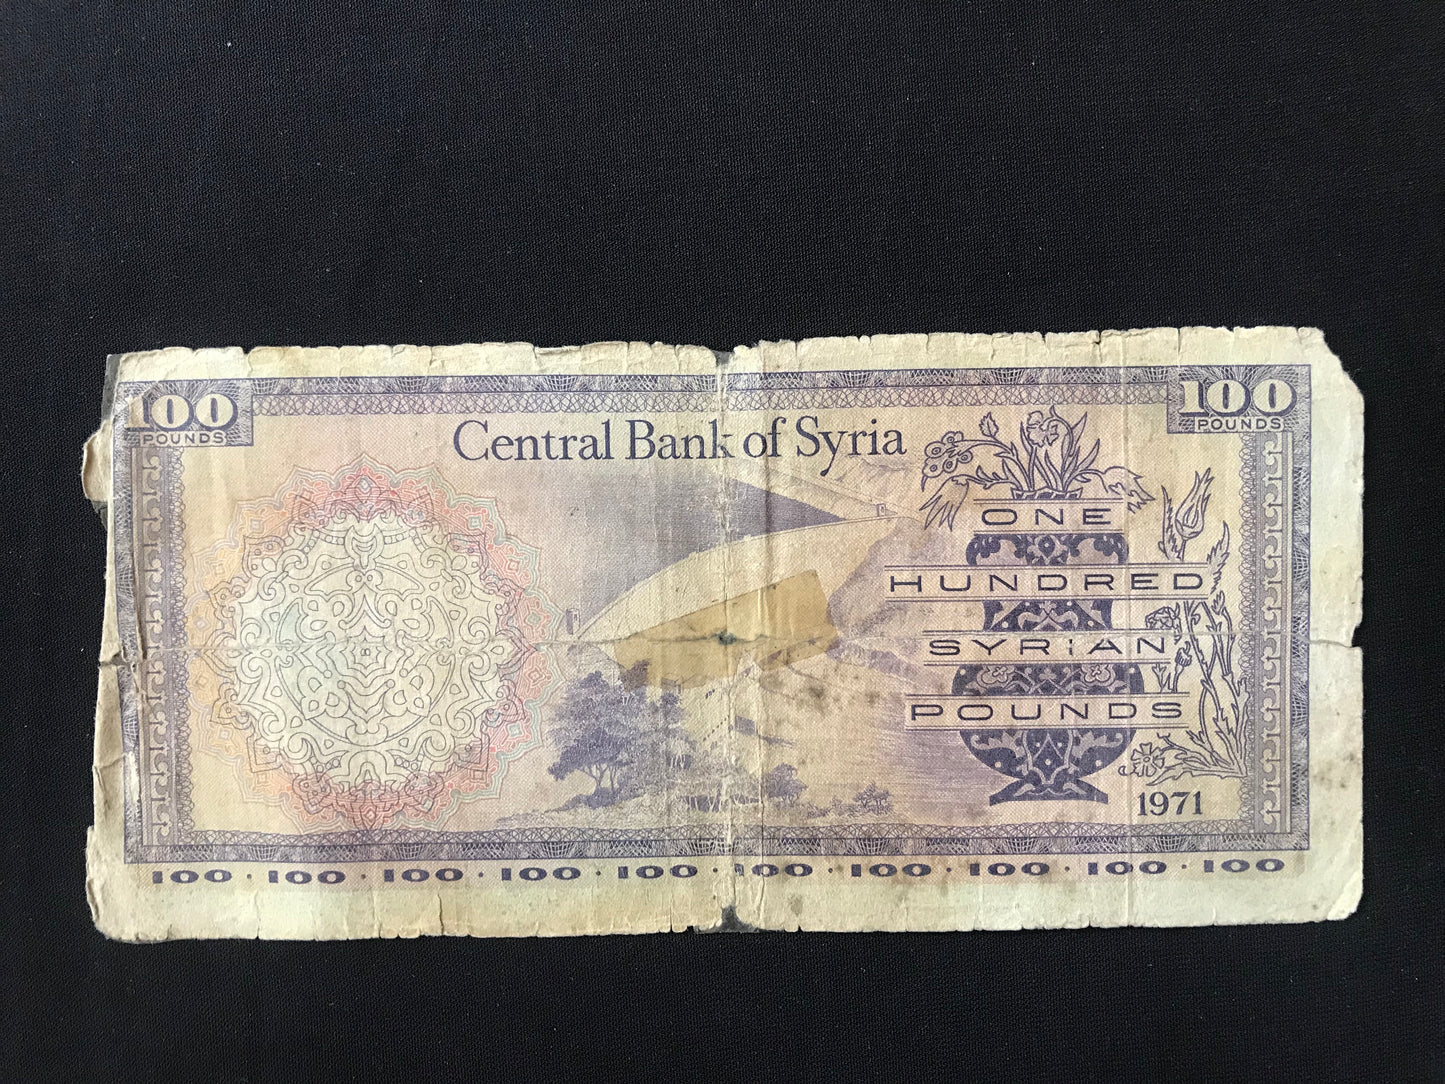 100
POUNDS
100
POUNDS
Central Bank of Syria
ONE
HUNDRED
SYRIAN
POUNDS
1971
100 · 100 · 100 · 100 · 100 · 100 · 100 · 100 · 100 · 100